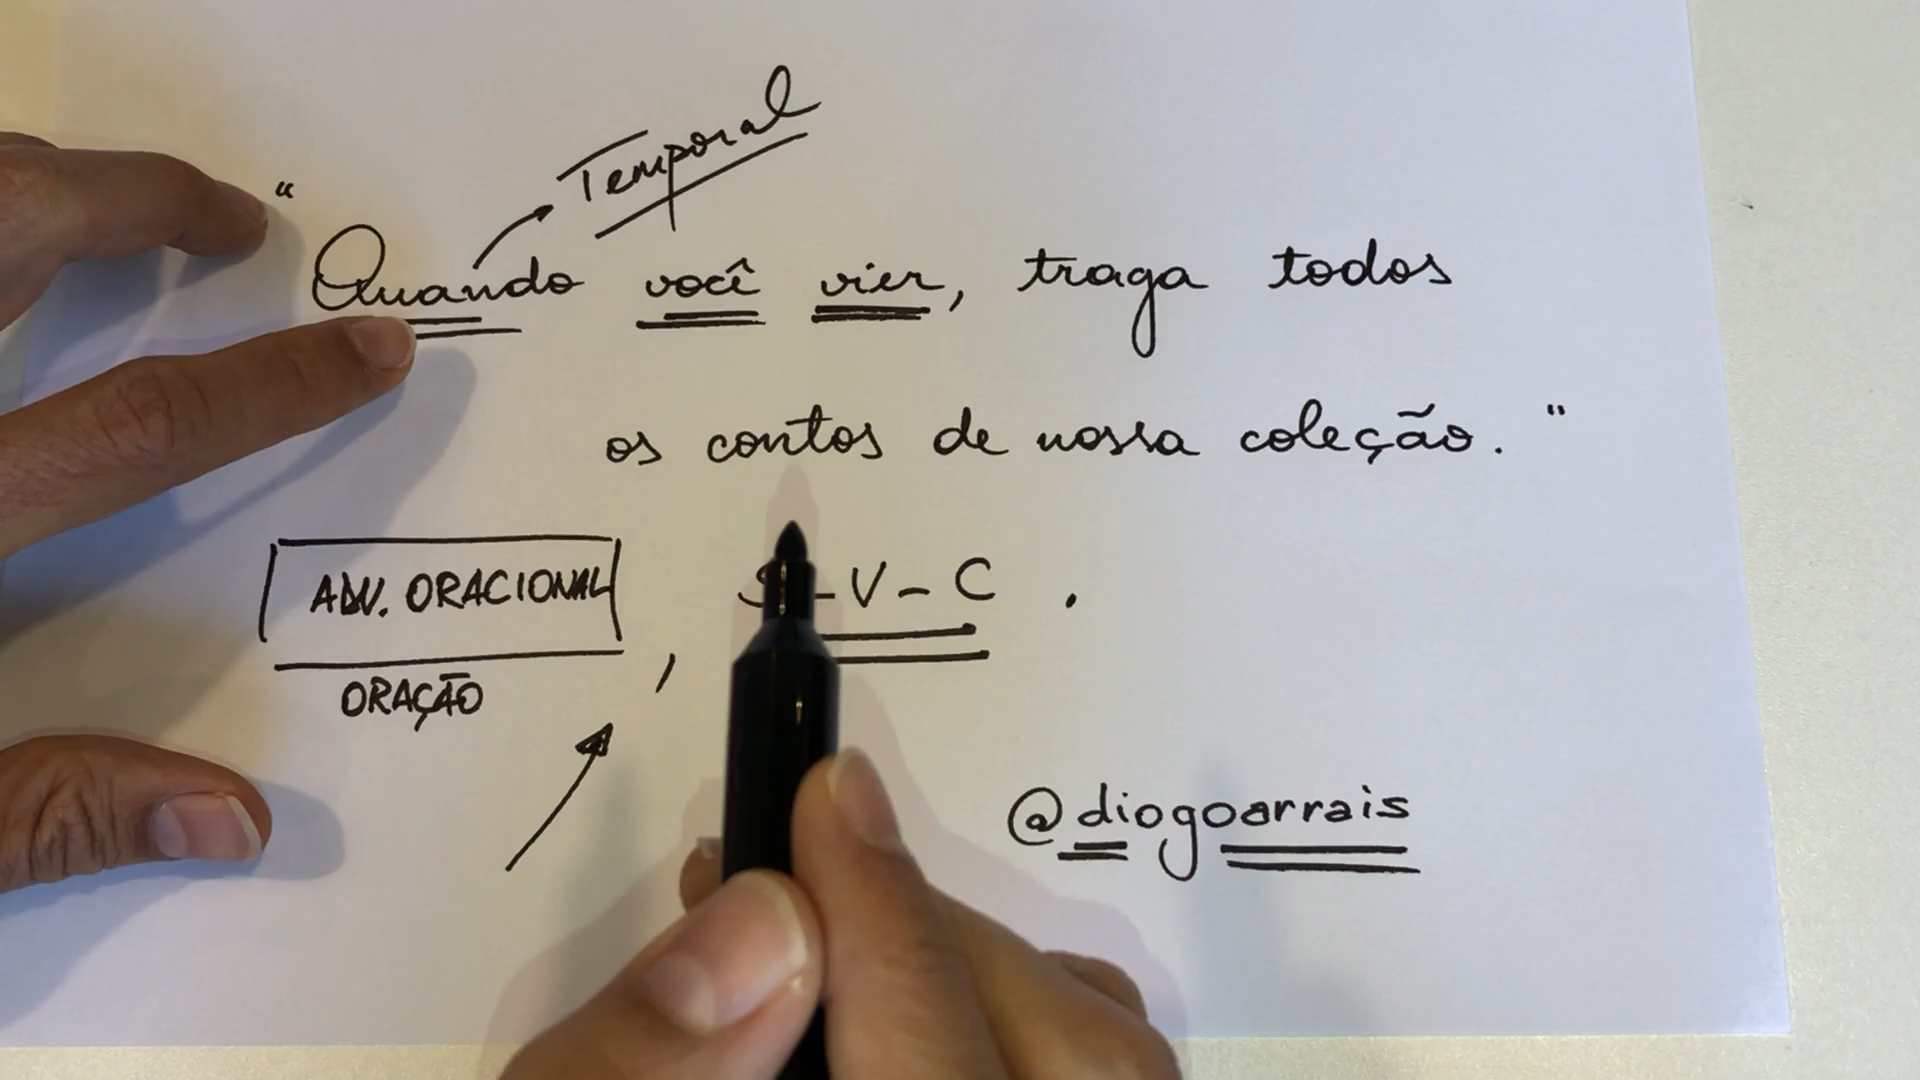 Temporal
"Quando você vier, traga todos
os contos de nossa coleção."
ADV. ORACIONAL, S-V-C.
ORAÇÃO
@diogoarrais